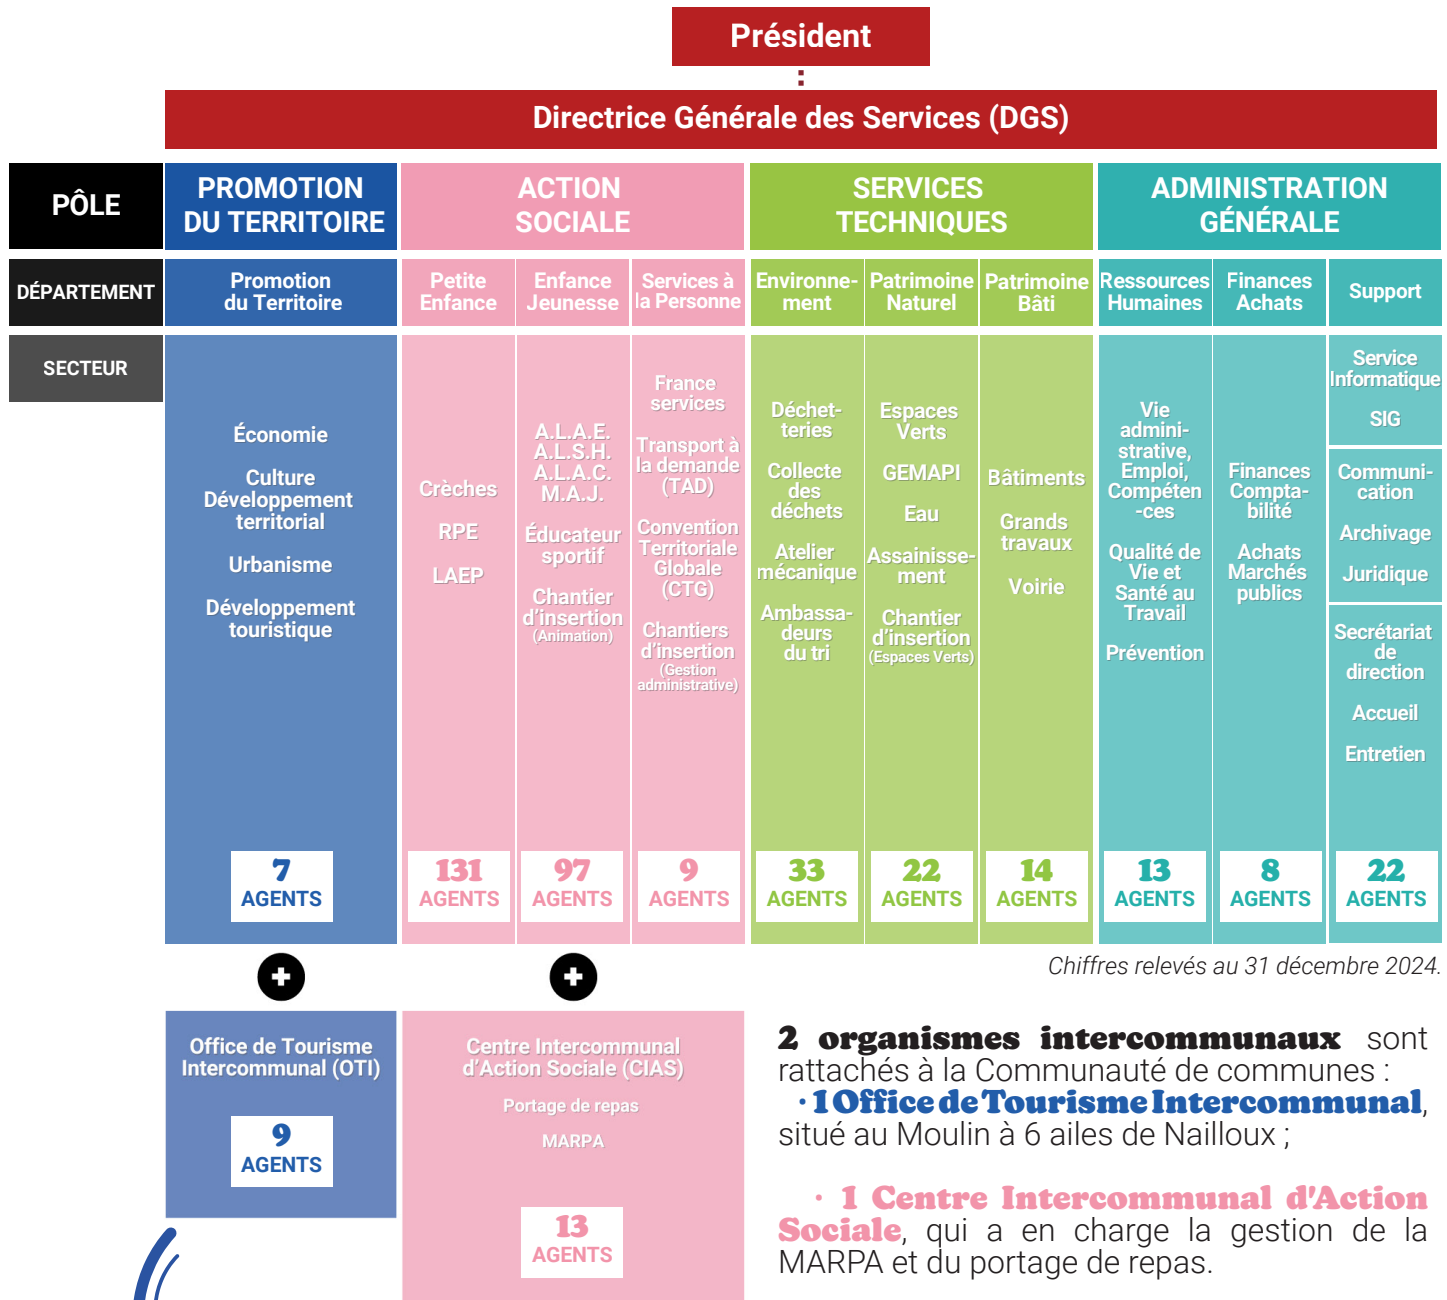 Président
Directrice Générale des Services (DGS)
PÔLE
PROMOTION
DU TERRITOIRE
ACTION
SOCIALE
SERVICES
TECHNIQUES
ADMINISTRATION
GÉNÉRALE
DÉPARTEMENT
Promotion
du Territoire
Petite
Enfance
Enfance
Jeunesse
Services à
la Personne
Environne-
ment
Patrimoine
Naturel
Patrimoine
Bâti
Ressources
Humaines
Finances
Achats
Support
SECTEUR
Économie
Culture
Développement
territorial
Urbanisme
Développement
touristique
Crèches
RPE
LAEP
A.L.A.E.
A.L.S.H.
A.L.A.C.
M.A.J.
Éducateur
sportif
Chantier
d'insertion
(Animation)
France
services
Transport à
la demande
(TAD)
Convention
Territoriale
Globale
(CTG)
Chantiers
d'insertion
(Gestion
administrative)
Déchet-
teries
Collecte
des
déchets
Atelier
mécanique
Ambassa-
deurs
du tri
Espaces
Verts
GEMAPI
Eau
Assainisse-
ment
Chantier
d'insertion
(Espaces Verts)
Bâtiments
Grands
travaux
Voirie
Vie
admini-
strative,
Emploi,
Compéten
-ces
Qualité de
Vie et
Santé au
Travail
Prévention
Finances
Compta-
bilité
Achats
Marchés
publics
Service
Informatique
SIG
Communi-
cation
Archivage
Juridique
Secrétariat
de
direction
Accueil
Entretien
7
AGENTS
131
AGENTS
97
AGENTS
9
AGENTS
33
AGENTS
22
AGENTS
14
AGENTS
13
AGENTS
8
AGENTS
22
AGENTS
Chiffres relevés au 31 décembre 2024.
Office de Tourisme
Intercommunal (OTI)
9
AGENTS
Centre Intercommunal
d'Action Sociale (CIAS)
Portage de repas
MARPA
13
AGENTS
2 organismes intercommunaux sont
rattachés à la Communauté de communes :
· 1 Office de Tourisme Intercommunal,
situé au Moulin à 6 ailes de Nailloux ;
· 1 Centre Intercommunal d'Action
Sociale, qui a en charge la gestion de la
MARPA et du portage de repas.